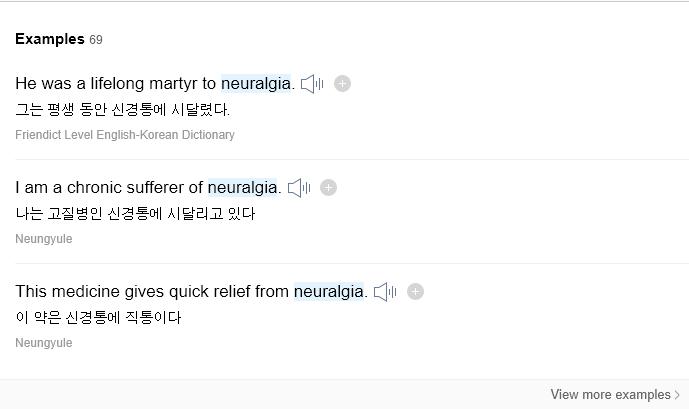 Examples 69
He was a lifelong martyr to neuralgia.
그는 평생 동안 신경통에 시달렸다.
Friendict Level English-Korean Dictionary
I am a chronic sufferer of neuralgia.
나는 고질병인 신경통에 시달리고 있다
Neungyule
This medicine gives quick relief from neuralgia.
이 약은 신경통에 직통이다
Neungyule
View more examples